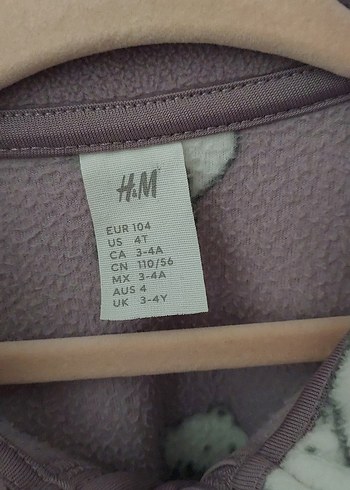 H&M
EUR 104
US 4T
CA 3-4A
CN 110/56
MX 3-4A
AUS 4
UK 3-4Y